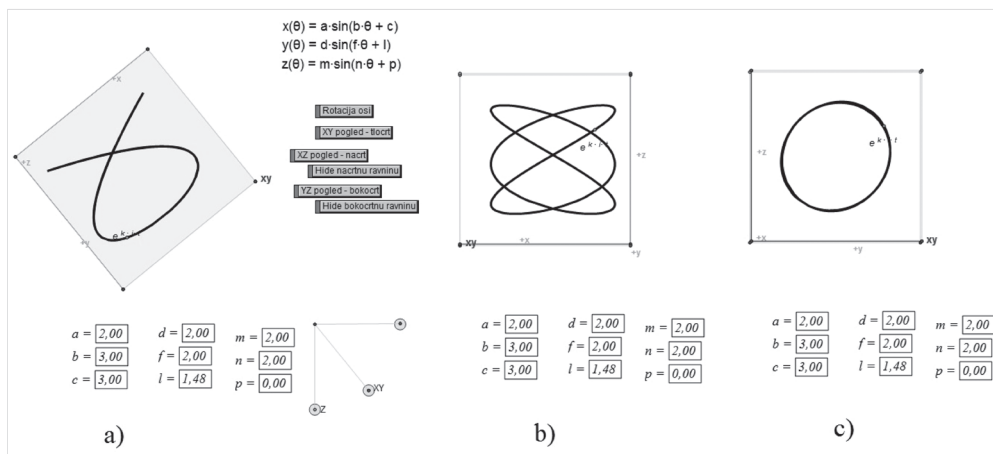 x(θ) = a·sin(b·θ + c)
y(θ) = d·sin(f·θ + l)
z(θ) = m·sin(n·θ + p)
Rotacija osi
XY pogled - tlocrt
XZ pogled - nacrt
Hide nacrtnu ravninu
YZ pogled - bokocrt
Hide bokocrtnu ravninu
+x
+z
xy
+y
e k·i·t
a = 2,00 d = 2,00 m = 2,00
b = 3,00 f = 2,00 n = 2,00
c = 3,00 l = 1,48 p = 0,00
XY
Z
a)
+z
xy
+x
+y
a = 2,00 d = 2,00 m = 2,00
b = 3,00 f = 2,00 n = 2,00
c = 3,00 l = 1,48 p = 0,00
b)
+z
+x
xy
+y
a = 2,00 d = 2,00 m = 2,00
b = 3,00 f = 2,00 n = 2,00
c = 3,00 l = 1,48 p = 0,00
c)